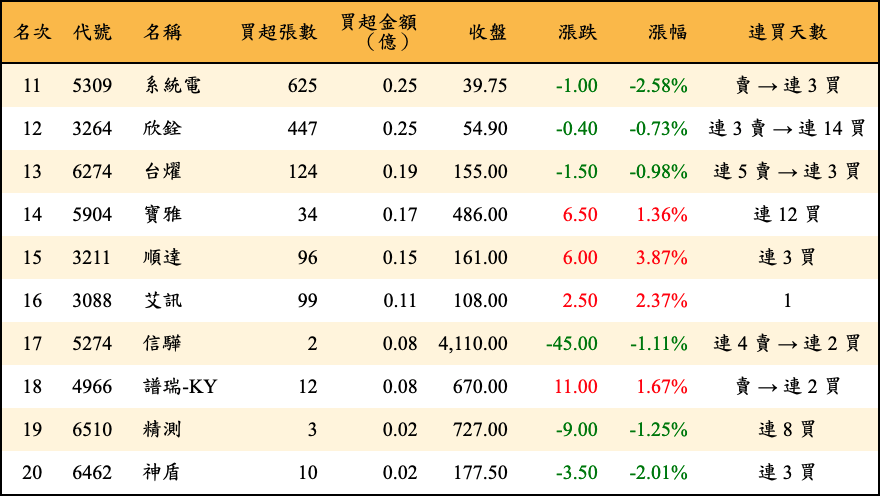 名次 代號 名稱 買超張數 買超金額（億） 收盤 漲跌 漲幅 連買天數
11 5309 系統電 625 0.25 39.75 -1.00 -2.58% 賣 → 連 3 買
12 3264 欣銓 447 0.25 54.90 -0.40 -0.73% 連 3 賣 → 連 14 買
13 6274 台燿 124 0.19 155.00 -1.50 -0.98% 連 5 賣 → 連 3 買
14 5904 寶雅 34 0.17 486.00 6.50 1.36% 連 12 買
15 3211 順達 96 0.15 161.00 6.00 3.87% 連 3 買
16 3088 艾訊 99 0.11 108.00 2.50 2.37% 1
17 5274 信驊 2 0.08 4,110.00 -45.00 -1.11% 連 4 賣 → 連 2 買
18 4966 譜瑞-KY 12 0.08 670.00 11.00 1.67% 賣 → 連 2 買
19 6510 精測 3 0.02 727.00 -9.00 -1.25% 連 8 買
20 6462 神盾 10 0.02 177.50 -3.50 -2.01% 連 3 買